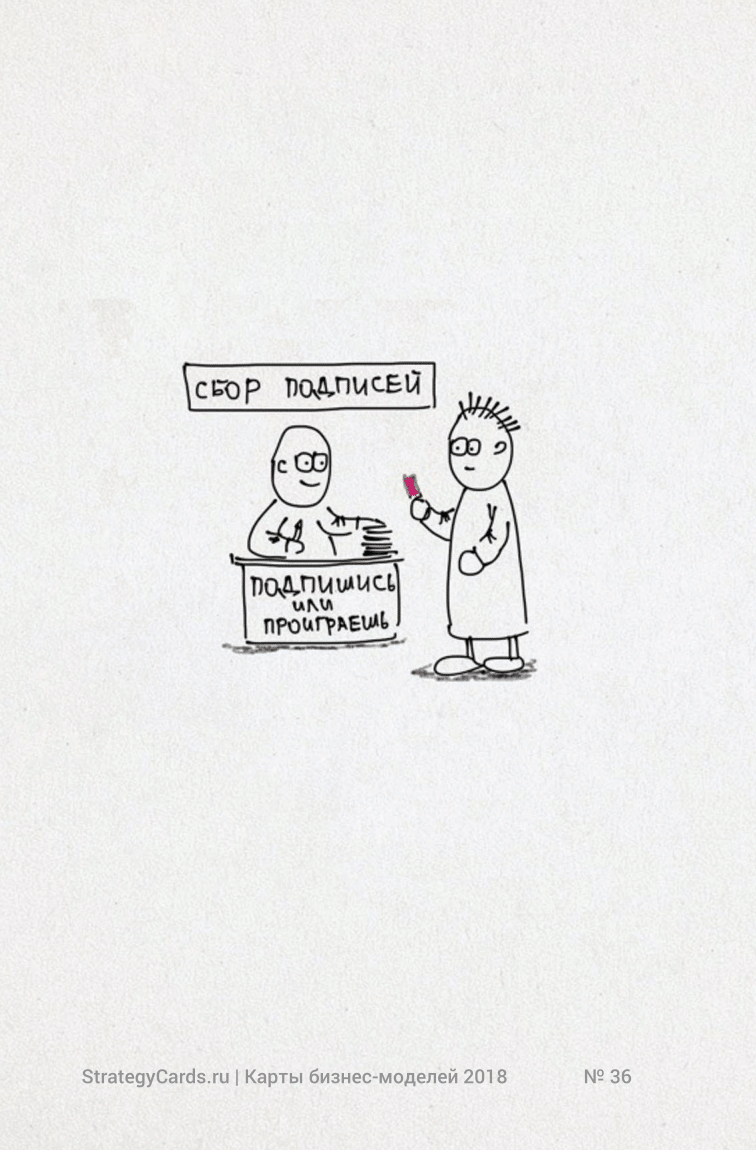 СБОР ПОДПИСЕЙ
ПОДПИШИСЬ
ИЛИ
ПРОИГРАЕШЬ
StrategyCards.ru | Карты бизнес-моделей 2018 № 36